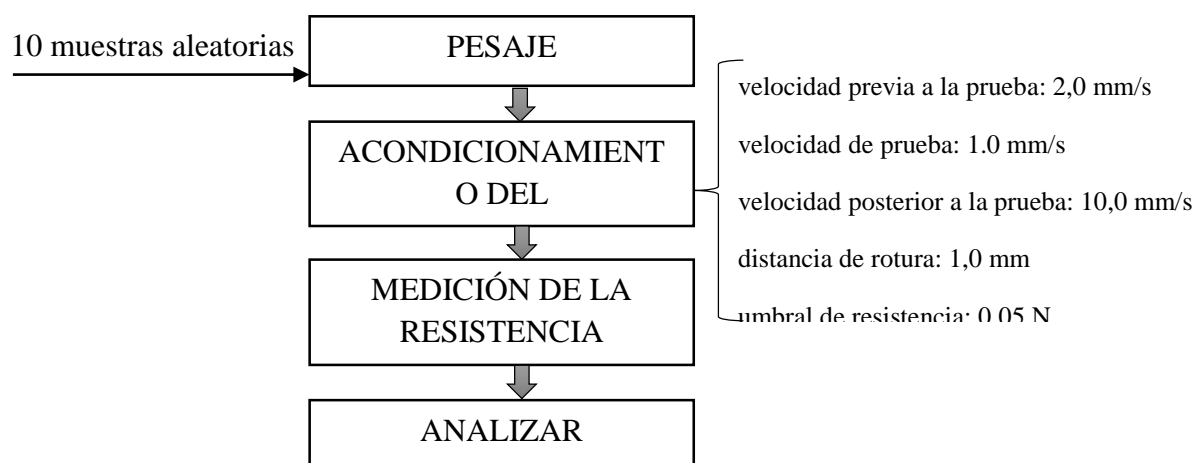 10 muestras aleatorias
PESAJE
ACONDICIONAMIENT
O DEL
velocidad previa a la prueba: 2,0 mm/s
velocidad de prueba: 1.0 mm/s
velocidad posterior a la prueba: 10,0 mm/s
distancia de rotura: 1,0 mm
umbral de resistencia: 0,05 N
MEDICIÓN DE LA
RESISTENCIA
ANALIZAR